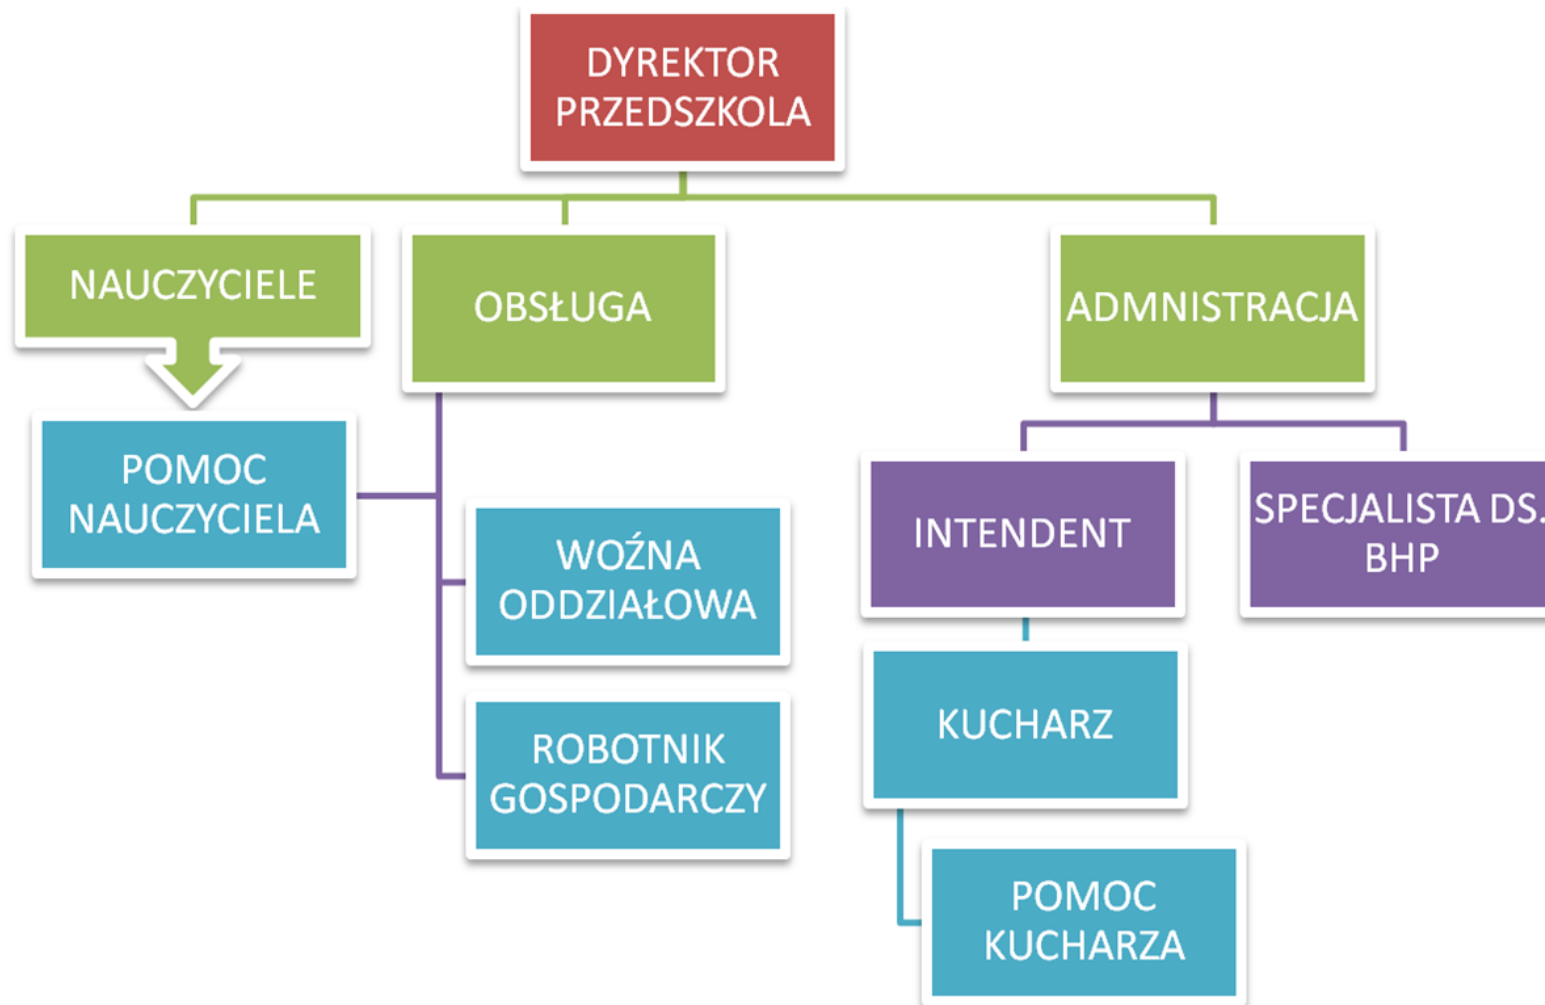 DYREKTOR
PRZEDSZKOLA
NAUCZYCIELE
OBSŁUGA
ADMNISTRACJA
POMOC
NAUCZYCIELA
WOŹNA
ODDZIAŁOWA
ROBOTNIK
GOSPODARCZY
INTENDENT
SPECJALISTA DS.
BHP
KUCHARZ
POMOC
KUCHARZA